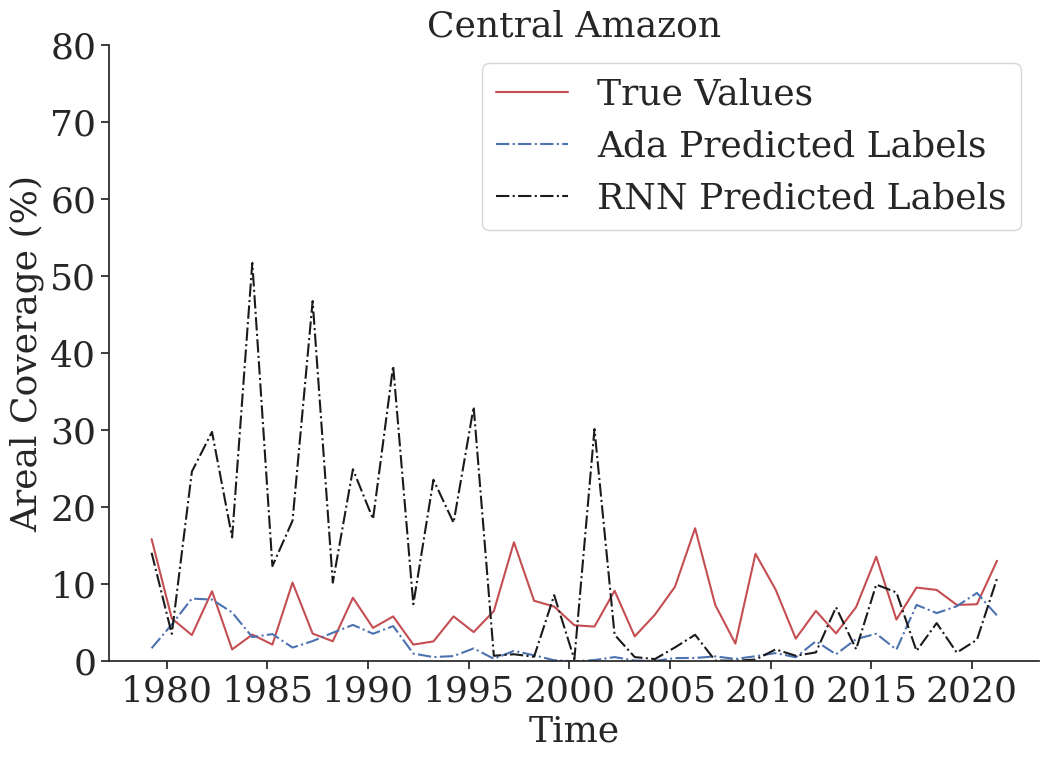 Central Amazon
True Values
Ada Predicted Labels
RNN Predicted Labels
Areal Coverage (%)
80
70
60
50
40
30
20
10
0
1980 1985 1990 1995 2000 2005 2010 2015 2020
Time